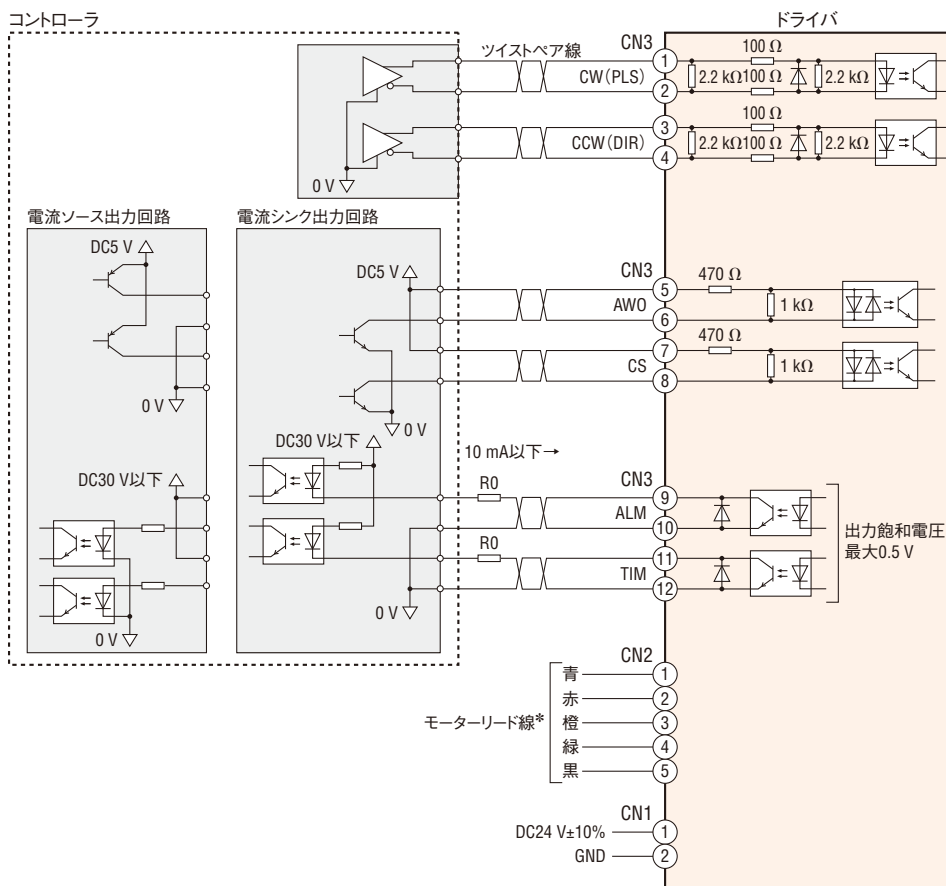 コントローラ
ドライバ
ツイストペア線
CN3
CW(PLS)
1
2
100 Ω
2.2 kΩ
100 Ω
2.2 kΩ
CCW(DIR)
3
4
100 Ω
2.2 kΩ
100 Ω
2.2 kΩ
0 V
電流ソース出力回路
電流シンク出力回路
DC5 V
DC5 V
CN3
5
AWO
6
470 Ω
1 kΩ
7
CS
8
470 Ω
1 kΩ
0 V
0 V
DC30 V以下
DC30 V以下
10 mA以下→
CN3
R0
9
ALM
10
R0
11
TIM
12
出力飽和電圧
最大0.5 V
0 V
0 V
CN2
モーターリード線*
青
1
赤
2
橙
3
緑
4
黒
5
CN1
DC24 V±10%
1
GND
2